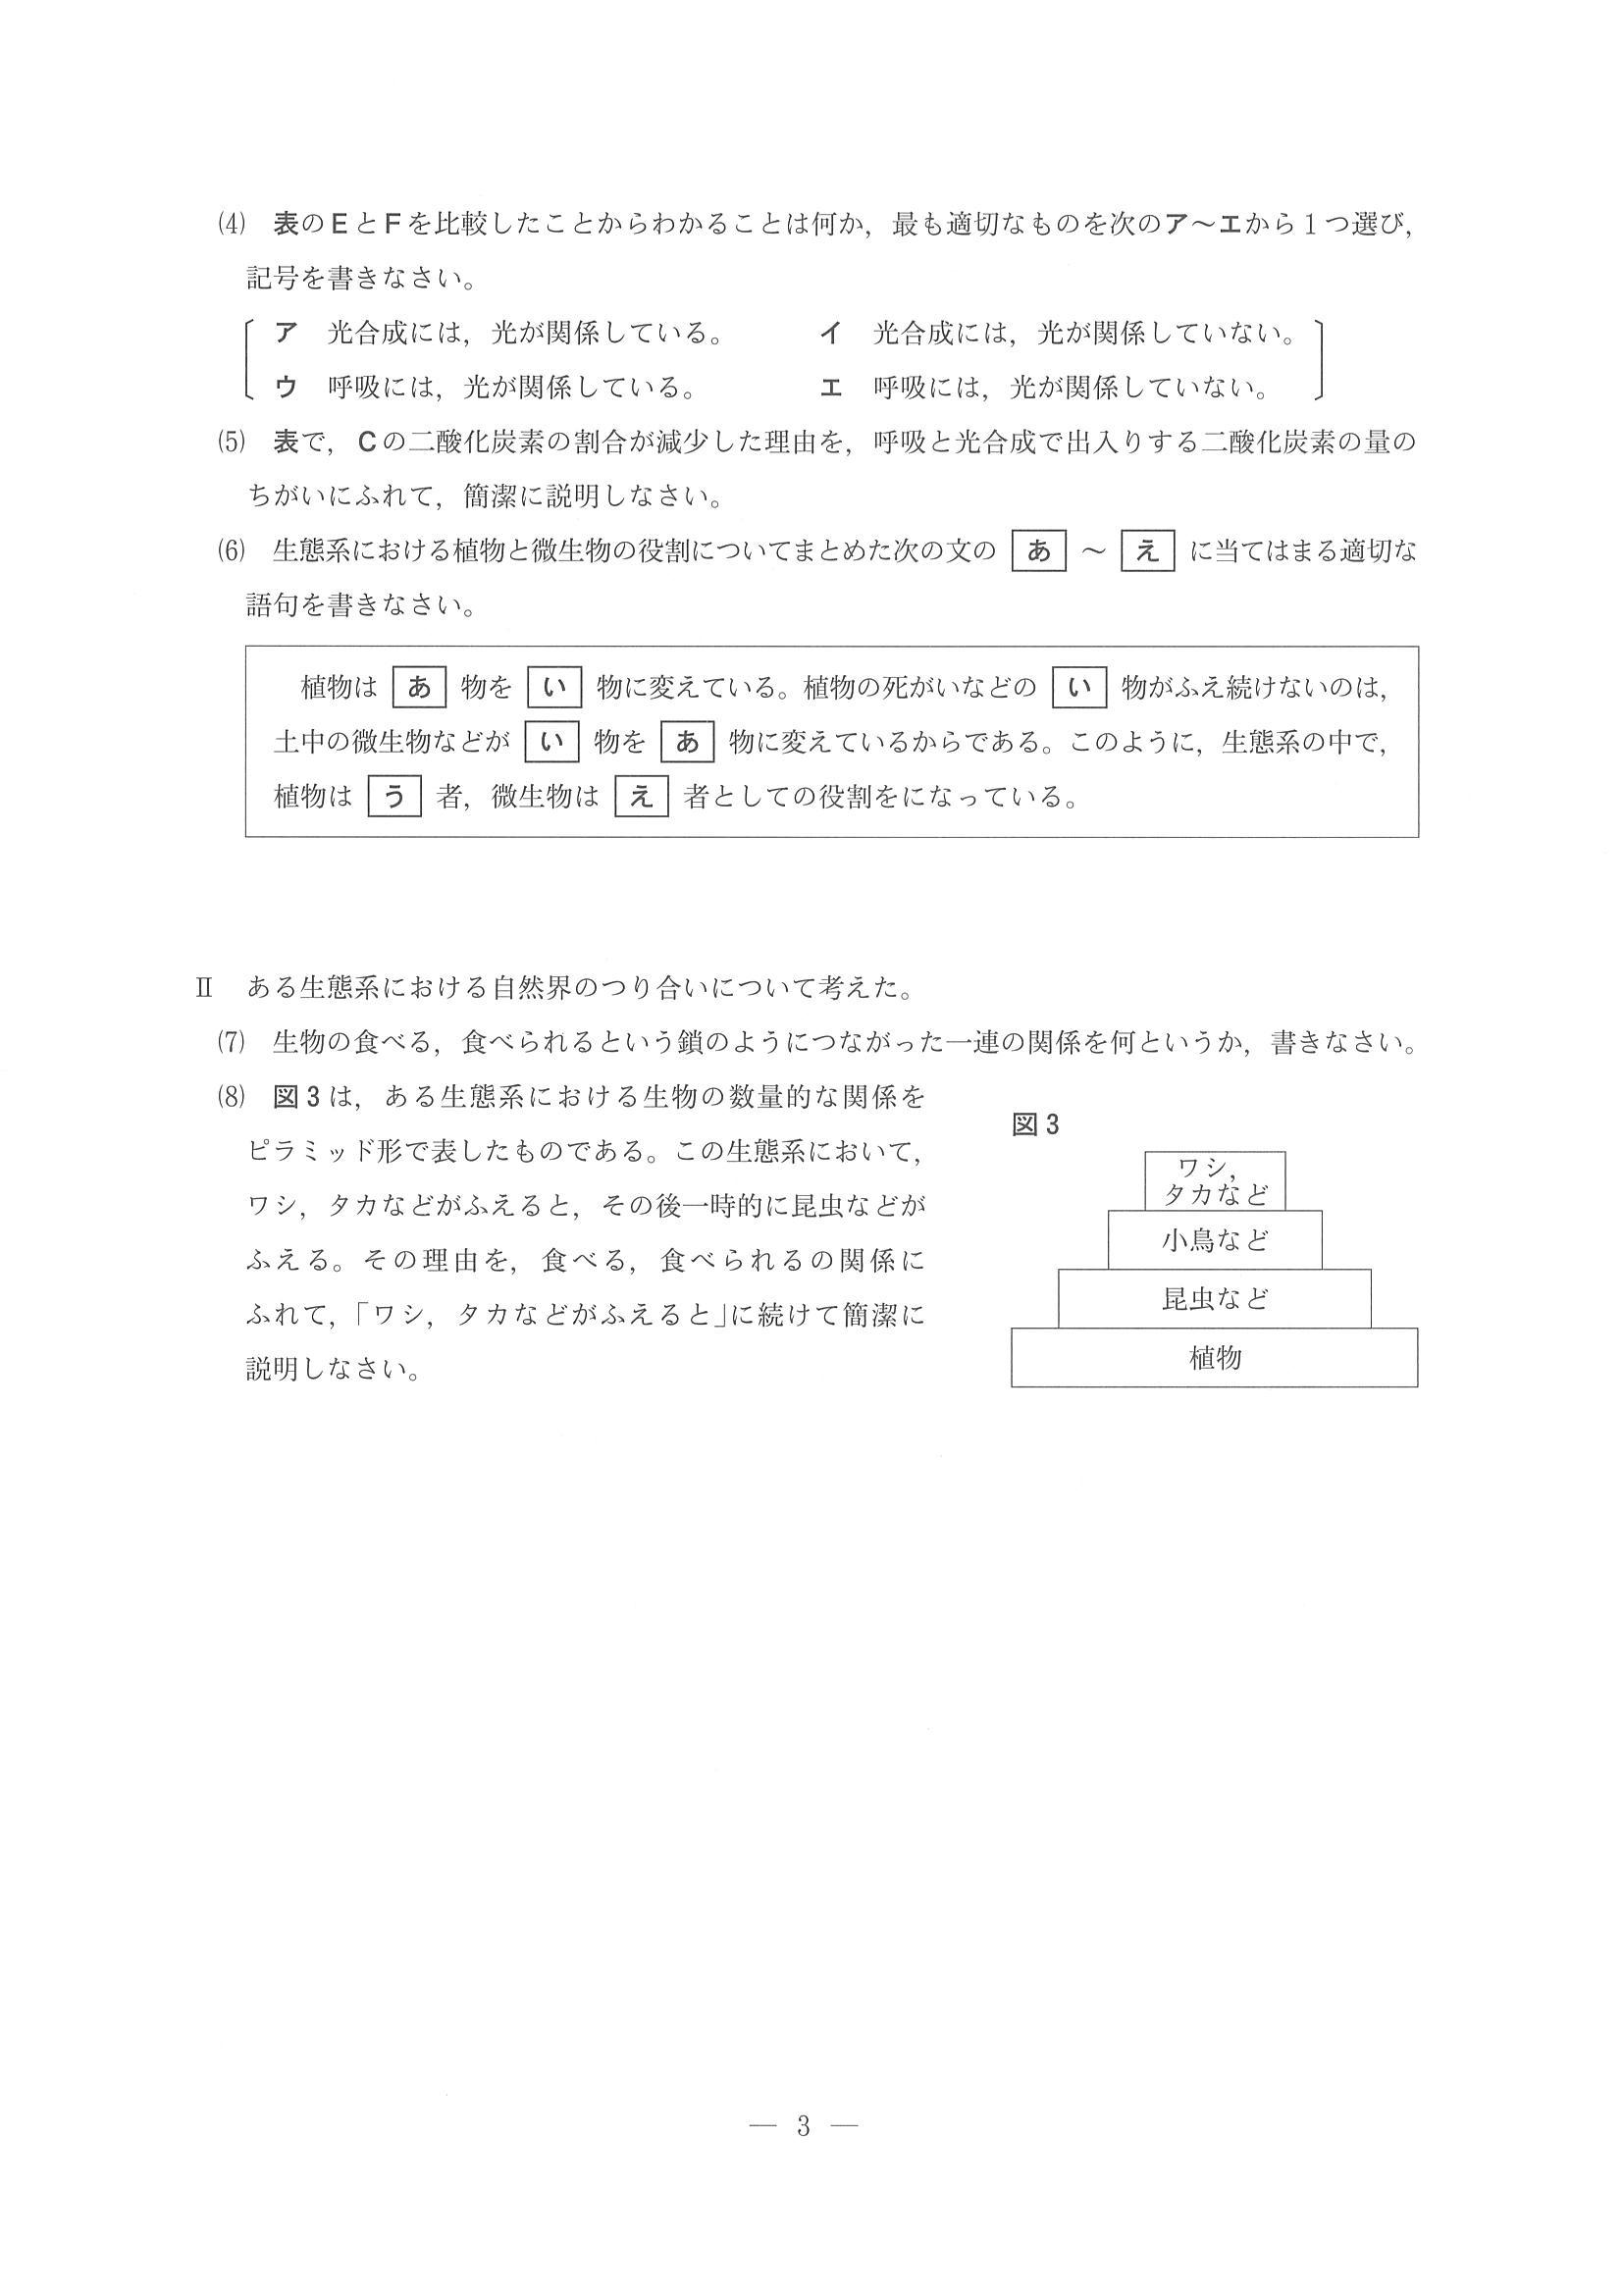 ⑷　表のEとFを比較したことからわかることは何か，最も適切なものを次のア～エから1つ選び，
記号を書きなさい。
ア　光合成には，光が関係している。　　　イ　光合成には，光が関係していない。
ウ　呼吸には，光が関係している。　　　エ　呼吸には，光が関係していない。
⑸　表で，Cの二酸化炭素の割合が減少した理由を，呼吸と光合成で出入りする二酸化炭素の量の
ちがいにふれて，簡潔に説明しなさい。
⑹　生態系における植物と微生物の役割についてまとめた次の文の あ ～ え に当てはまる適切な
語句を書きなさい。
植物は あ 物を い 物に変えている。植物の死がいなどの い 物がふえ続けないのは，
土中の微生物などが い 物を あ 物に変えているからである。このように，生態系の中で，
植物は う 者，微生物は え 者としての役割をになっている。
Ⅱ　ある生態系における自然界のつり合いについて考えた。
⑺　生物の食べる，食べられるという鎖のようにつながった一連の関係を何というか，書きなさい。
⑻　図3は，ある生態系における生物の数量的な関係を
ピラミッド形で表したものである。この生態系において，
ワシ，タカなどがふえると，その後一時的に昆虫などが
ふえる。その理由を，食べる，食べられるの関係に
ふれて，「ワシ，タカなどがふえると」に続けて簡潔に
説明しなさい。
図3
ワシ，
タカなど
小鳥など
昆虫など
植物
― 3 ―